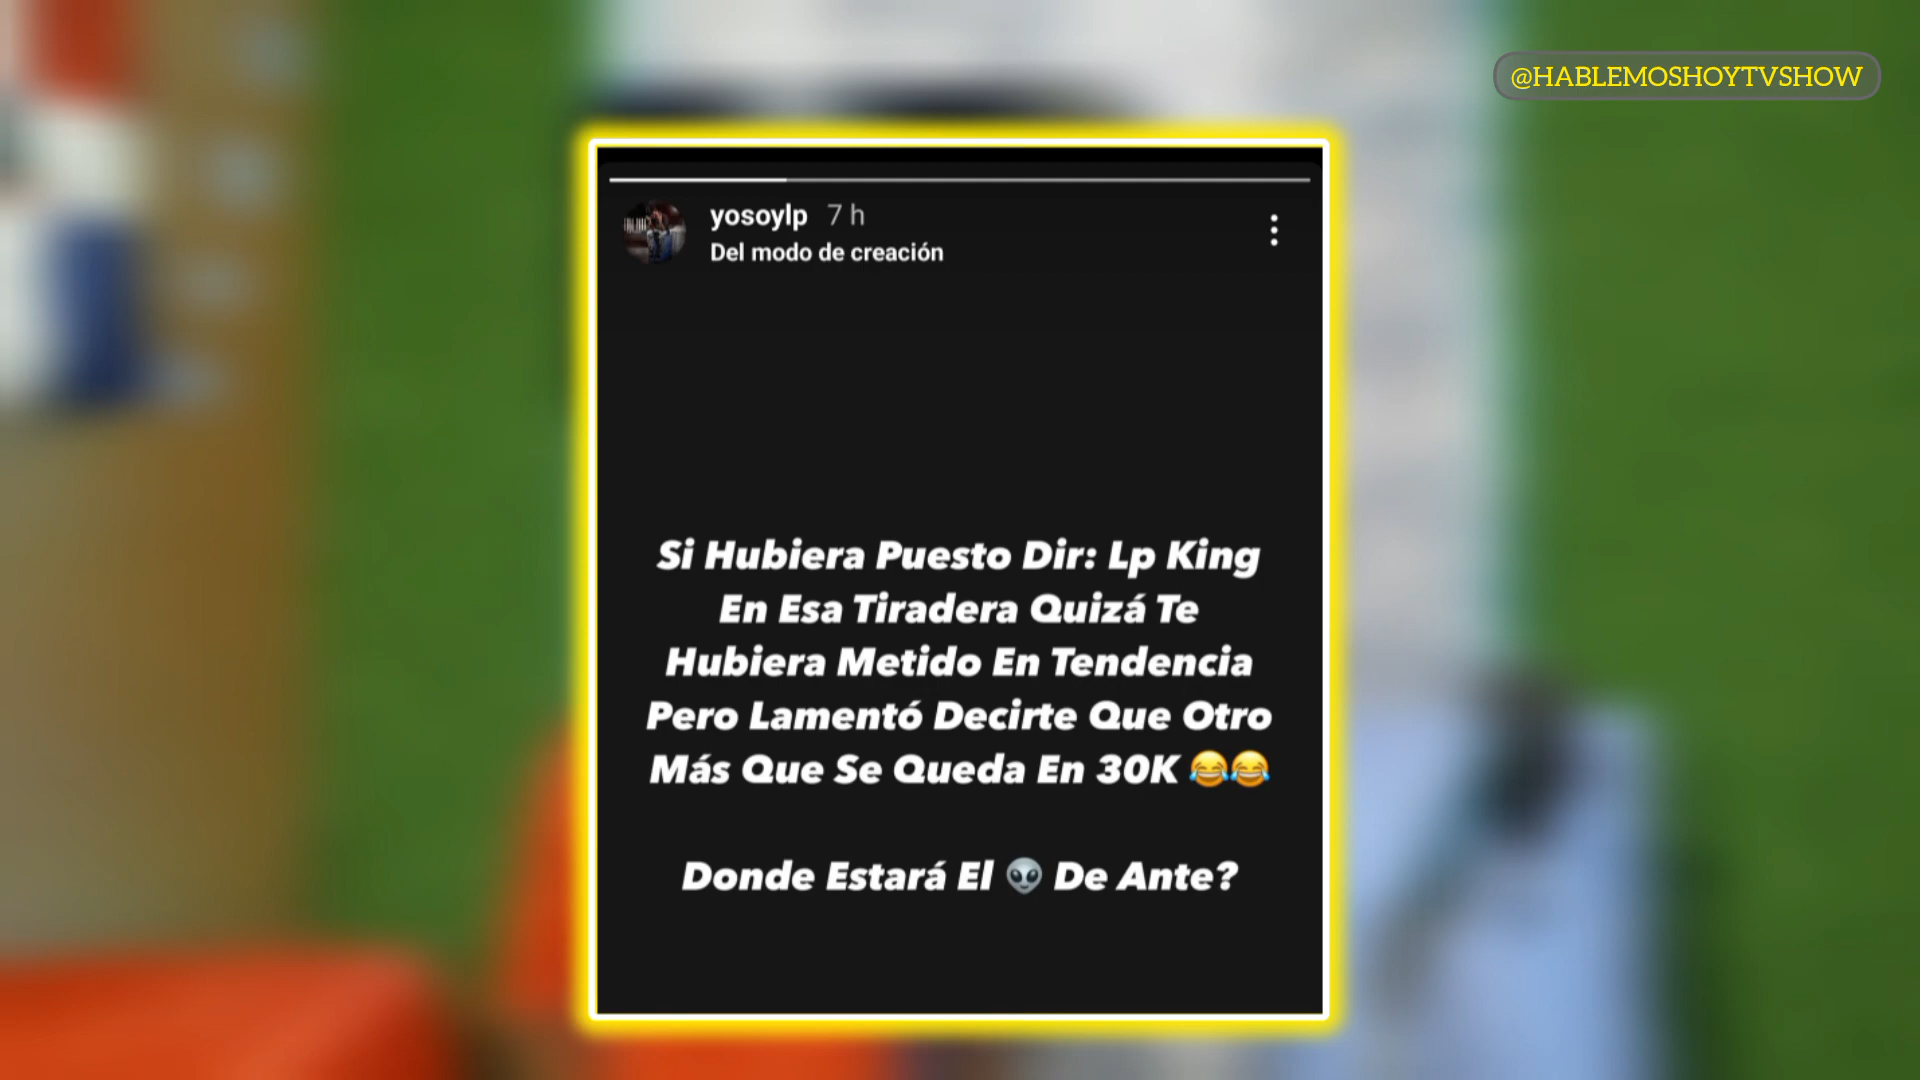 @HABLEMOSHOYTVSHOW
yosoylp 7 h
Del modo de creación
Si Hubiera Puesto Dir: Lp King
En Esa Tiradera Quizá Te
Hubiera Metido En Tendencia
Pero Lamentó Decirte Que Otro
Más Que Se Queda En 30K 😂😂
Donde Estará El 👽 De Ante?